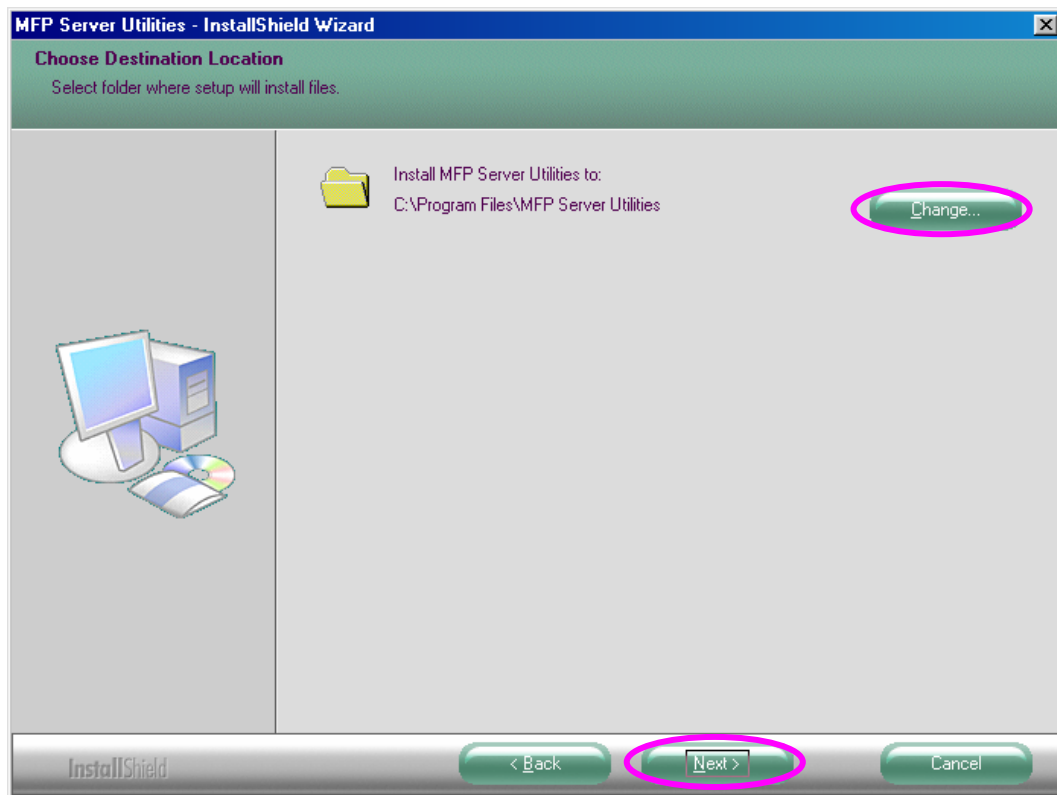 MFP Server Utilities - InstallShield Wizard
Choose Destination Location
Select folder where setup will install files.
Install MFP Server Utilities to:
C:\Program Files\MFP Server Utilities
Change...
InstallShield
< Back
Next >
Cancel